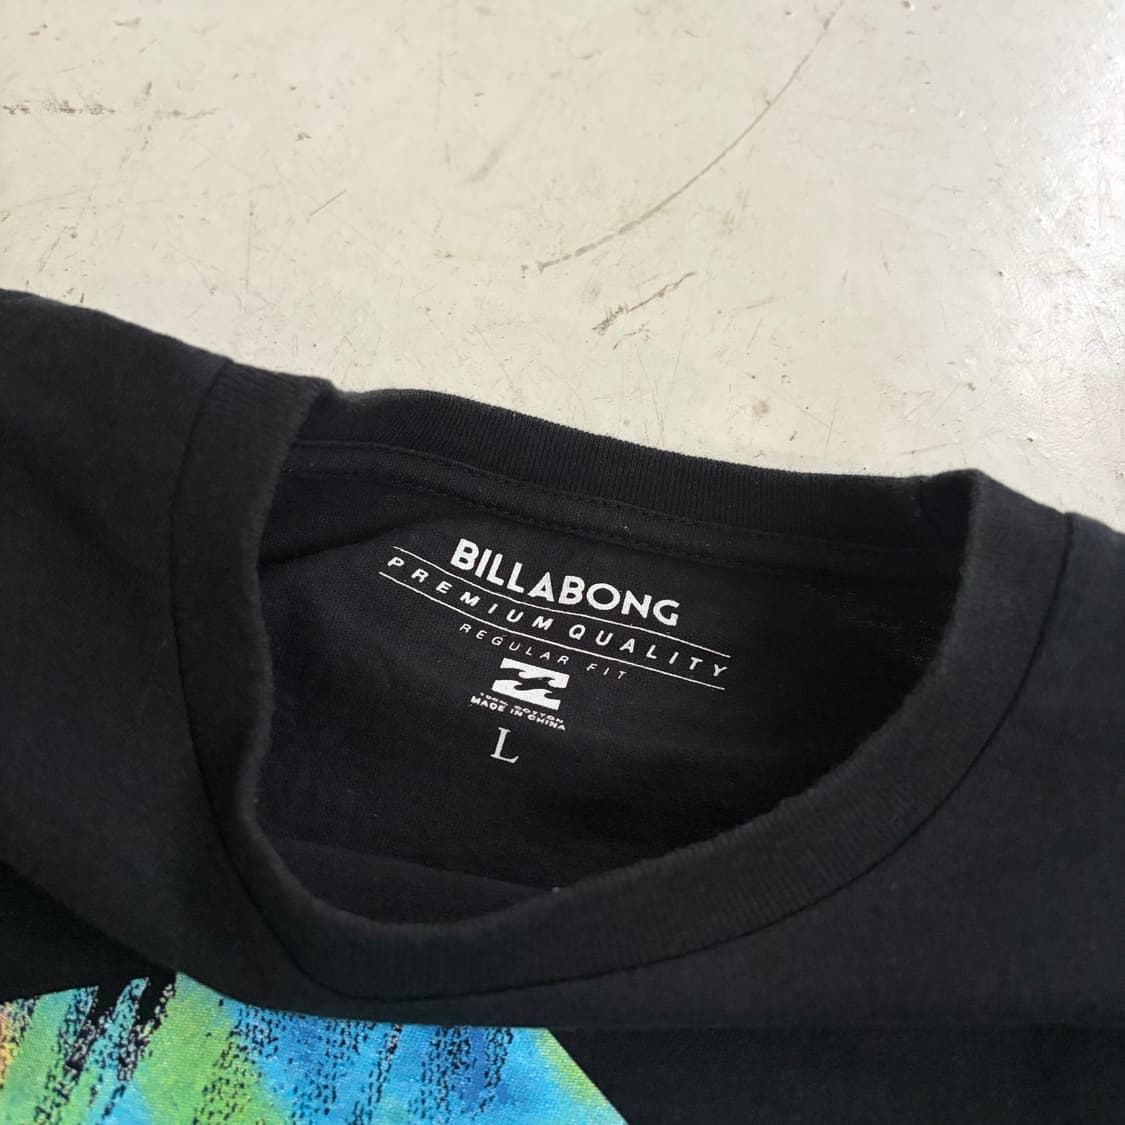 BILLABONG
PREMIUM QUALITY
REGULAR FIT
100% COTTON
MADE IN CHINA
L